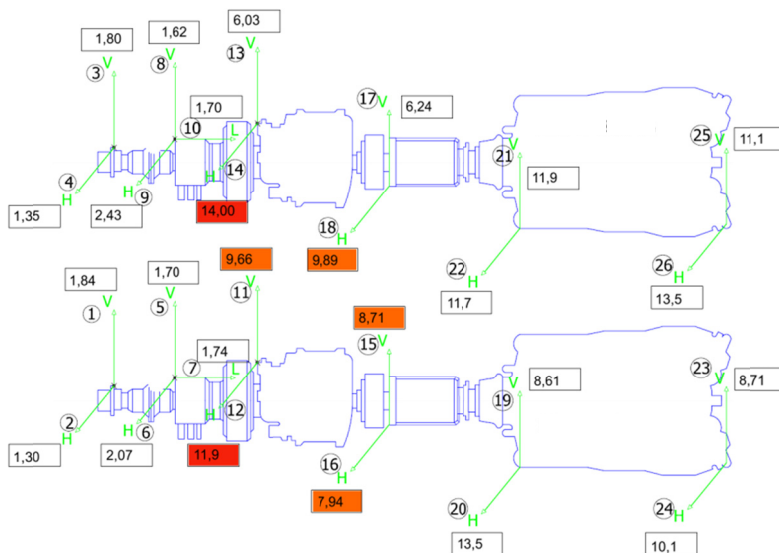 6,03
1,80
1,62
13
V
3
V
8
V
17
V
6,24
1,70
10
L
25
V
11,1
21
V
14
H
4
H
9
H
11,9
1,35
2,43
14,00
18
H
9,66
9,89
22
H
26
H
11,7
13,5
1,84
1,70
11
V
1
V
5
V
8,71
15
V
1,74
7
23
V
8,61
8,71
19
V
12
H
2
H
6
H
1,30
2,07
11,9
16
H
7,94
20
H
24
H
13,5
10,1